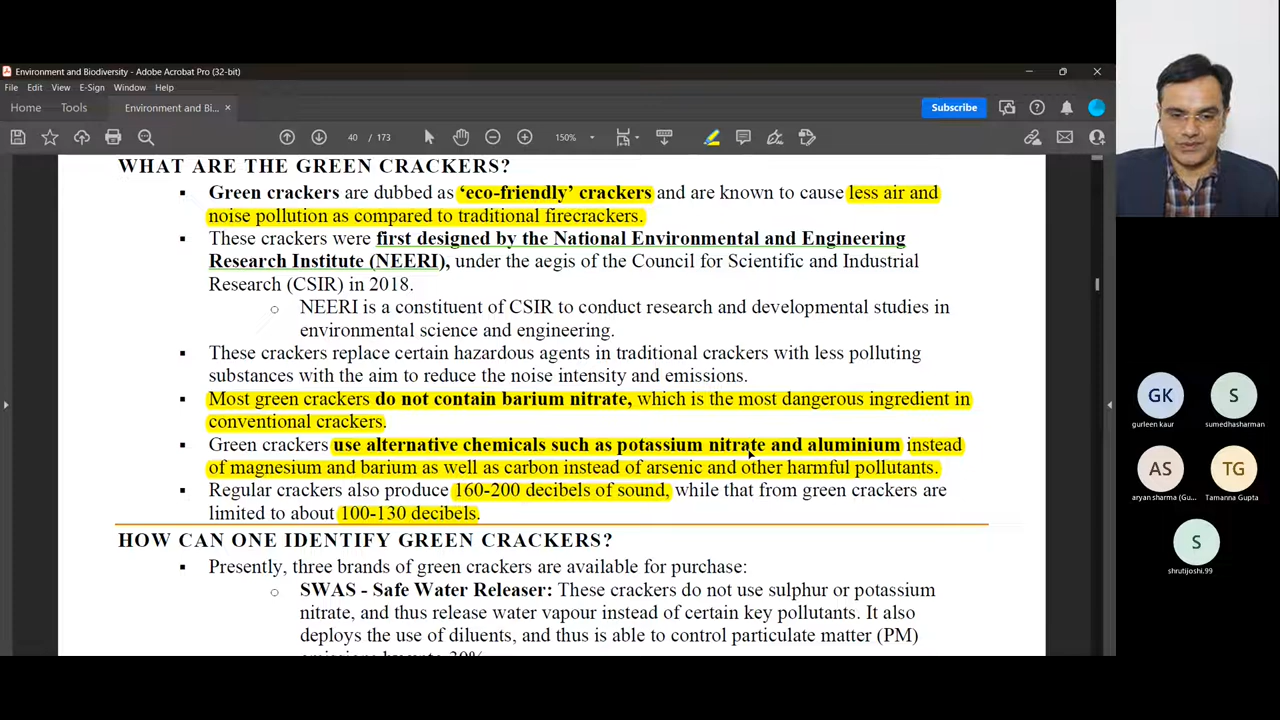 Environment and Biodiversity - Adobe Acrobat Pro (32-bit)
File Edit View E-Sign Window Help
Home Tools Environment and Bi... × Subscribe
40 / 173 150%
WHAT ARE THE GREEN CRACKERS?
▪ Green crackers are dubbed as ‘eco-friendly’ crackers and are known to cause less air and
noise pollution as compared to traditional firecrackers.
▪ These crackers were first designed by the National Environmental and Engineering
Research Institute (NEERI), under the aegis of the Council for Scientific and Industrial
Research (CSIR) in 2018.
○ NEERI is a constituent of CSIR to conduct research and developmental studies in
environmental science and engineering.
▪ These crackers replace certain hazardous agents in traditional crackers with less polluting
substances with the aim to reduce the noise intensity and emissions.
▪ Most green crackers do not contain barium nitrate, which is the most dangerous ingredient in
conventional crackers.
▪ Green crackers use alternative chemicals such as potassium nitrate and aluminium instead
of magnesium and barium as well as carbon instead of arsenic and other harmful pollutants.
▪ Regular crackers also produce 160-200 decibels of sound, while that from green crackers are
limited to about 100-130 decibels.
HOW CAN ONE IDENTIFY GREEN CRACKERS?
▪ Presently, three brands of green crackers are available for purchase:
○ SWAS - Safe Water Releaser: These crackers do not use sulphur or potassium
nitrate, and thus release water vapour instead of certain key pollutants. It also
deploys the use of diluents, and thus is able to control particulate matter (PM)
GK S
gurleen kaur sumedhasharman
AS TG
aryan sharma (Gu... Tamanna Gupta
S
shrutijoshi.99